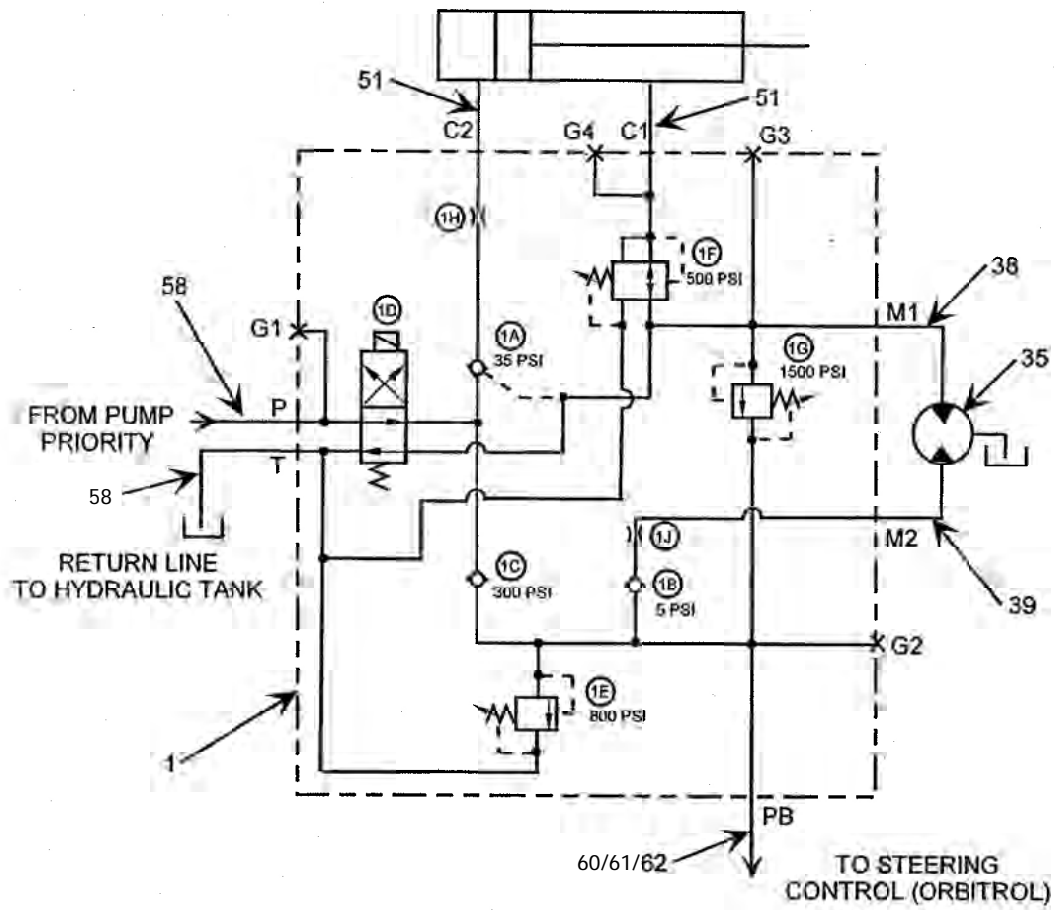 51
51
C2
G4
C1
G3
1H
1F
500 PSI
38
58
G1
1D
1A
35 PSI
M1
1G
1500 PSI
35
FROM PUMP
PRIORITY
P
T
58
RETURN LINE
TO HYDRAULIC TANK
1J
M2
1C
300 PSI
1B
5 PSI
39
G2
1E
800 PSI
1
PB
60/61/62
TO STEERING
CONTROL (ORBITROL)